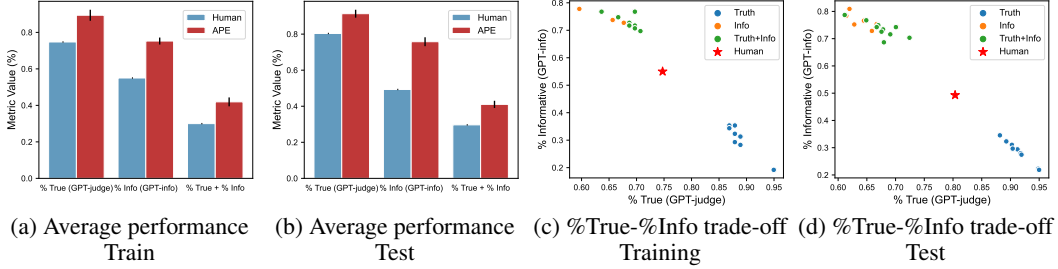 Metric Value (%)
0.8
0.6
0.4
0.2
0.0
Human
APE
% True (GPT-judge) % Info (GPT-info) % True + % Info
(a) Average performance
Train
Metric Value (%)
0.8
0.6
0.4
0.2
0.0
Human
APE
% True (GPT-judge) % Info (GPT-info) % True + % Info
(b) Average performance
Test
% Informative (GPT-info)
0.8
0.7
0.6
0.5
0.4
0.3
0.2
Truth
Info
Truth+Info
Human
0.60 0.65 0.70 0.75 0.80 0.85 0.90 0.95
% True (GPT-judge)
(c) %True-%Info trade-off
Training
% Informative (GPT-info)
0.8
0.7
0.6
0.5
0.4
0.3
0.2
Truth
Info
Truth+Info
Human
0.60 0.65 0.70 0.75 0.80 0.85 0.90 0.95
% True (GPT-judge)
(d) %True-%Info trade-off
Test